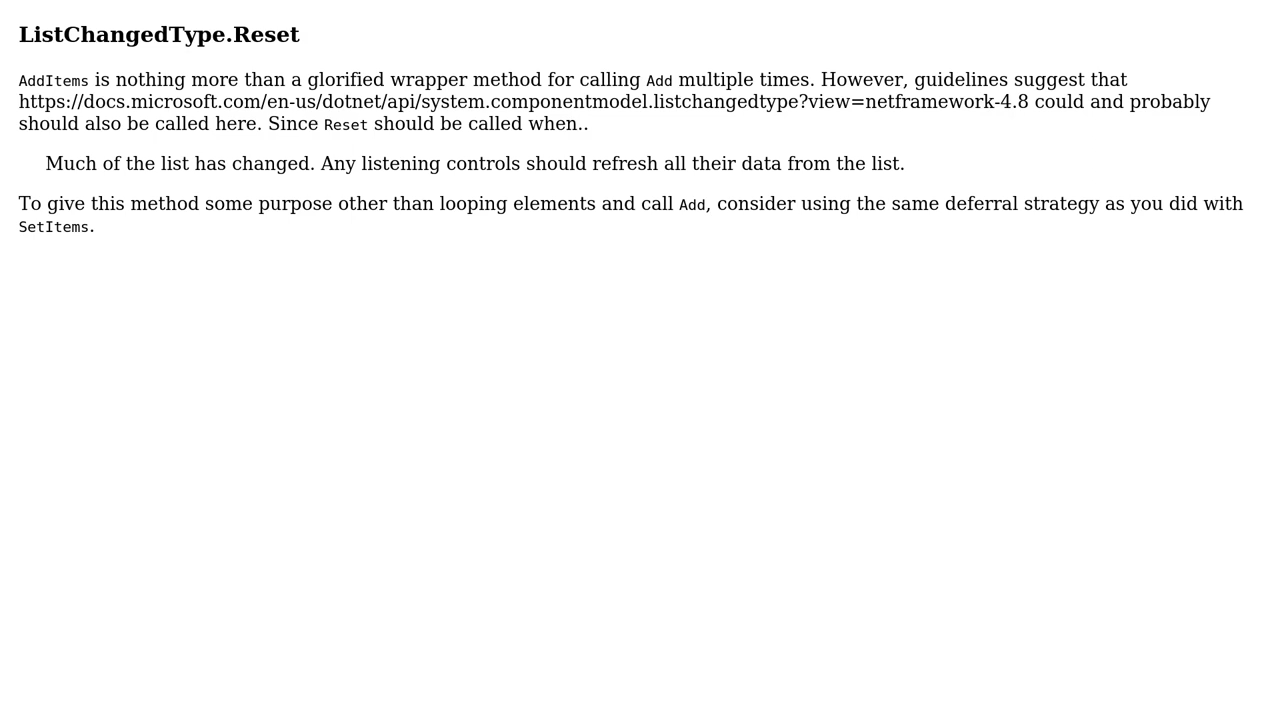 ListChangedType.Reset
AddItems is nothing more than a glorified wrapper method for calling Add multiple times. However, guidelines suggest that
https://docs.microsoft.com/en-us/dotnet/api/system.componentmodel.listchangedtype?view=netframework-4.8 could and probably
should also be called here. Since Reset should be called when..
Much of the list has changed. Any listening controls should refresh all their data from the list.
To give this method some purpose other than looping elements and call Add, consider using the same deferral strategy as you did with
SetItems.